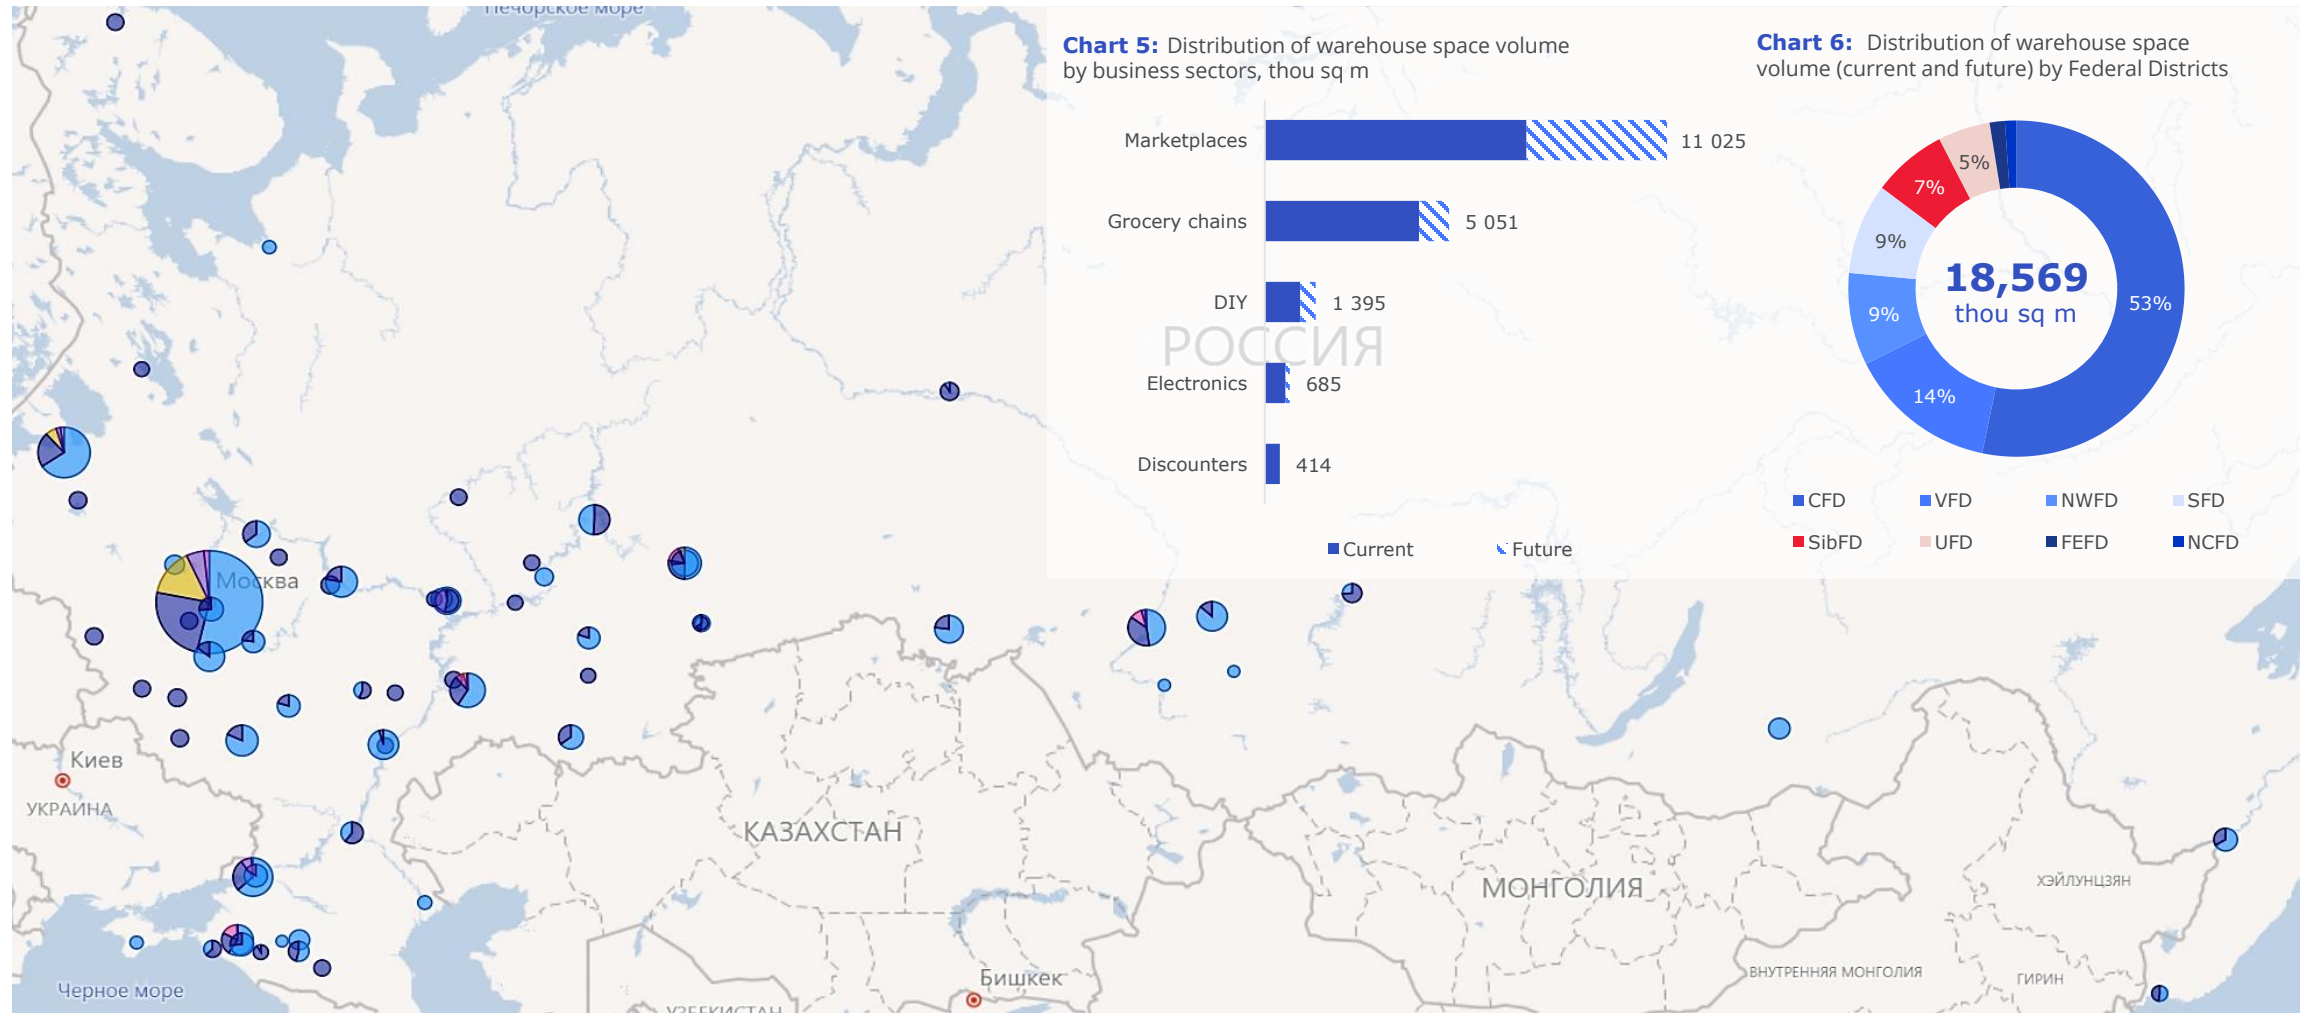 Печорское море
Chart 5: Distribution of warehouse space volume
by business sectors, thou sq m
Marketplaces
11 025
Grocery chains
5 051
DIY
1 395
РОССИЯ
Electronics
685
Discounters
414
Current
Future
Chart 6: Distribution of warehouse space
volume (current and future) by Federal Districts
5%
7%
9%
9%
14%
53%
18,569
thou sq m
CFD
VFD
NWFD
SFD
SibFD
UFD
FEFD
NCFD
Москва
Киев
УКРАИНА
КАЗАХСТАН
МОНГОЛИЯ
ХЭЙЛУНЦЗЯН
Бишкек
ВНУТРЕННЯЯ МОНГОЛИЯ
ГИРИН
Черное море
УЗБЕКИСТАН